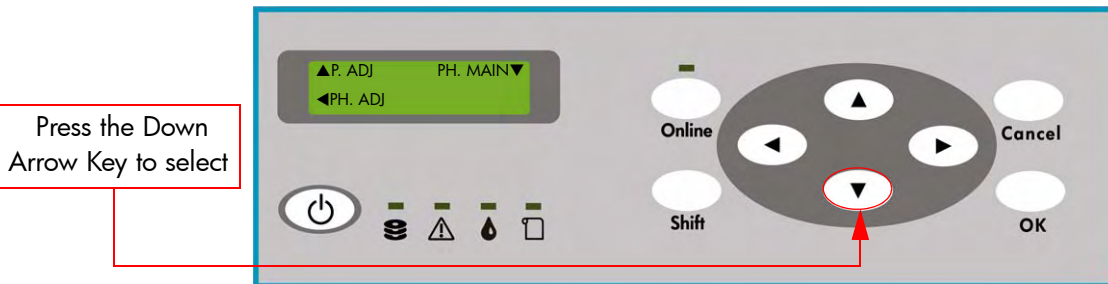 ▲P. ADJ PH. MAIN▼
◄PH. ADJ
Press the Down
Arrow Key to select
Online
Cancel
Shift
OK